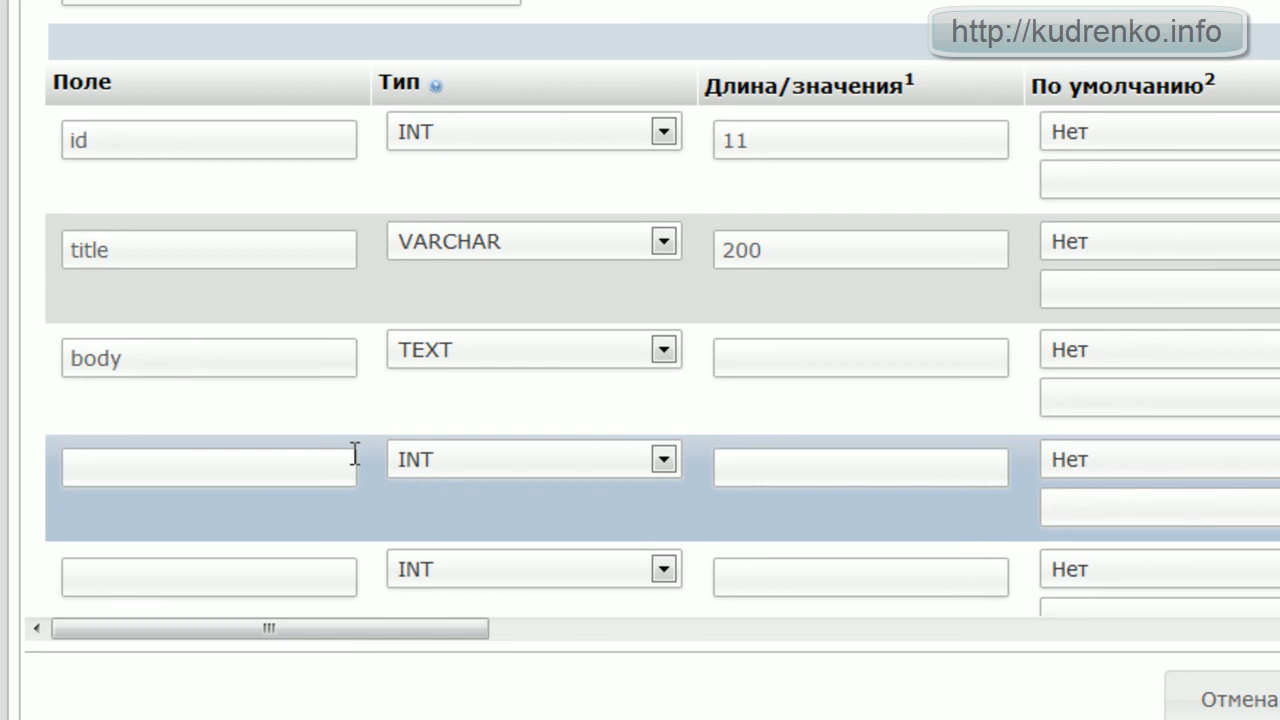 http://kudrenko.info
Поле Тип Длина/значения1 По умолчанию2
id INT 11 Нет
title VARCHAR 200 Нет
body TEXT Нет
INT Нет
INT Нет
Отмена